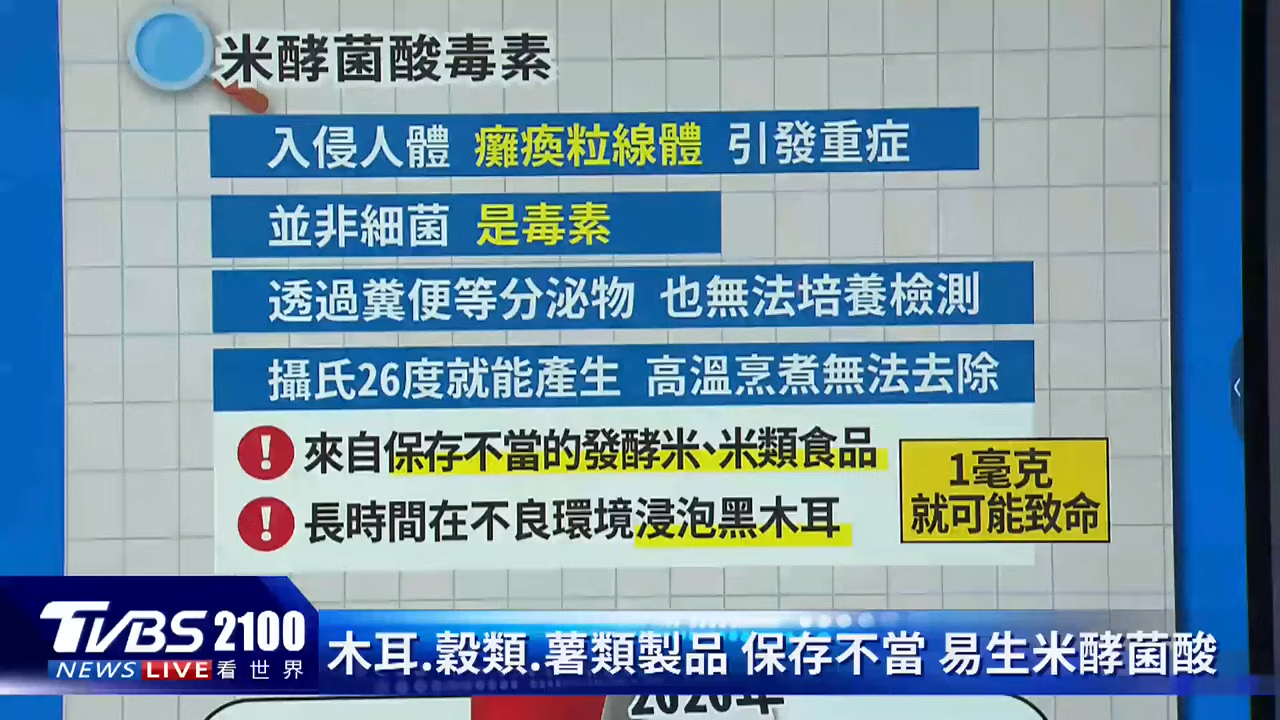 米酵菌酸毒素
入侵人體 癱瘓粒線體 引發重症
並非細菌 是毒素
透過糞便等分泌物 也無法培養檢測
攝氏26度就能產生 高溫烹煮無法去除
來自保存不當的發酵米、米類食品
長時間在不良環境浸泡黑木耳
1毫克
就可能致命
TVBS 2100
NEWS LIVE 看世界
木耳.穀類.薯類製品 保存不當 易生米酵菌酸
2020年